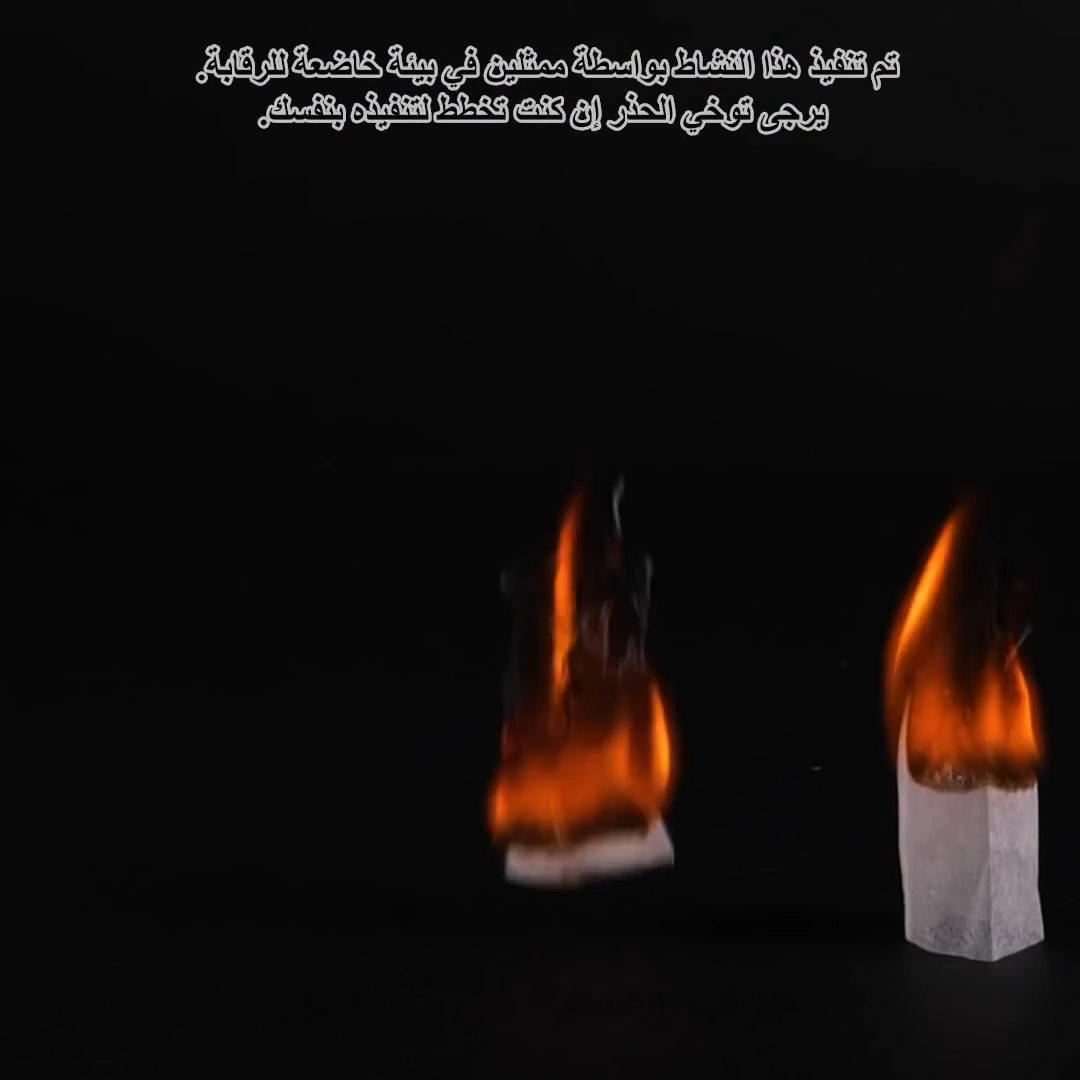 تم تنفيذ هذا النشاط بواسطة ممثلين في بيئة خاضعة للرقابة.
يرجى توخي الحذر إن كنت تخطط لتنفيذه بنفسك.